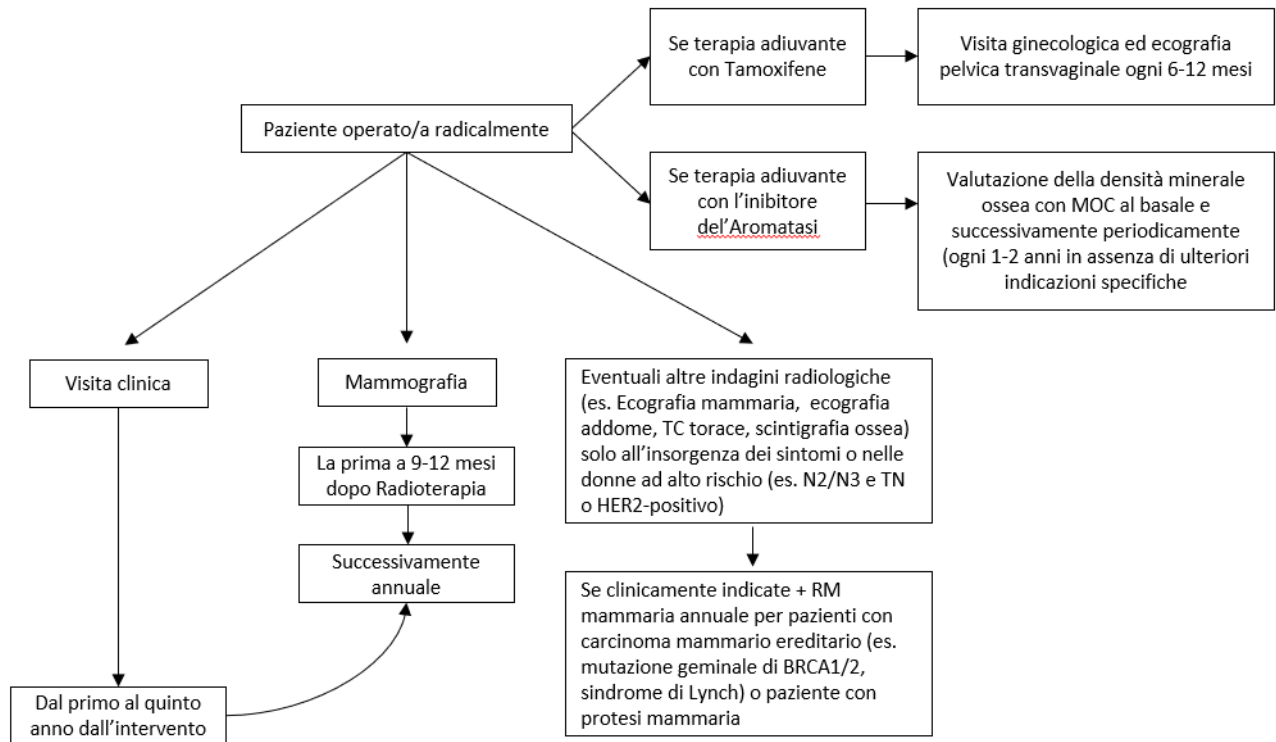 Se terapia adiuvante
con Tamoxifene
Visita ginecologica ed ecografia
pelvica transvaginale ogni 6-12 mesi
Paziente operato/a radicalmente
Se terapia adiuvante
con l’inibitore
del’Aromatasi
Valutazione della densità minerale
ossea con MOC al basale e
successivamente periodicamente
(ogni 1-2 anni in assenza di ulteriori
indicazioni specifiche
Visita clinica
Mammografia
Eventuali altre indagini radiologiche
(es. Ecografia mammaria, ecografia
addome, TC torace, scintigrafia ossea)
solo all’insorgenza dei sintomi o nelle
donne ad alto rischio (es. N2/N3 e TN
o HER2-positivo)
La prima a 9-12 mesi
dopo Radioterapia
Successivamente
annuale
Se clinicamente indicate + RM
mammaria annuale per pazienti con
carcinoma mammario ereditario (es.
mutazione geminale di BRCA1/2,
sindrome di Lynch) o paziente con
protesi mammaria
Dal primo al quinto
anno dall’intervento